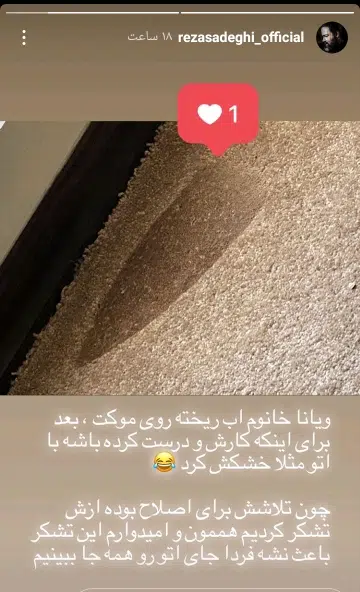 rezasadeghi_official ۱۸ ساعت
1
ویانا خانوم اب ریخته روی موکت ، بعد
برای اینکه کارش و درست کرده باشه با
اتو مثلا خشکش کرد 😂
چون تلاشش برای اصلاح بوده ازش
تشکر کردیم هممون و امیدوارم این تشکر
باعث نشه فردا جای اتو رو همه جا ببینیم